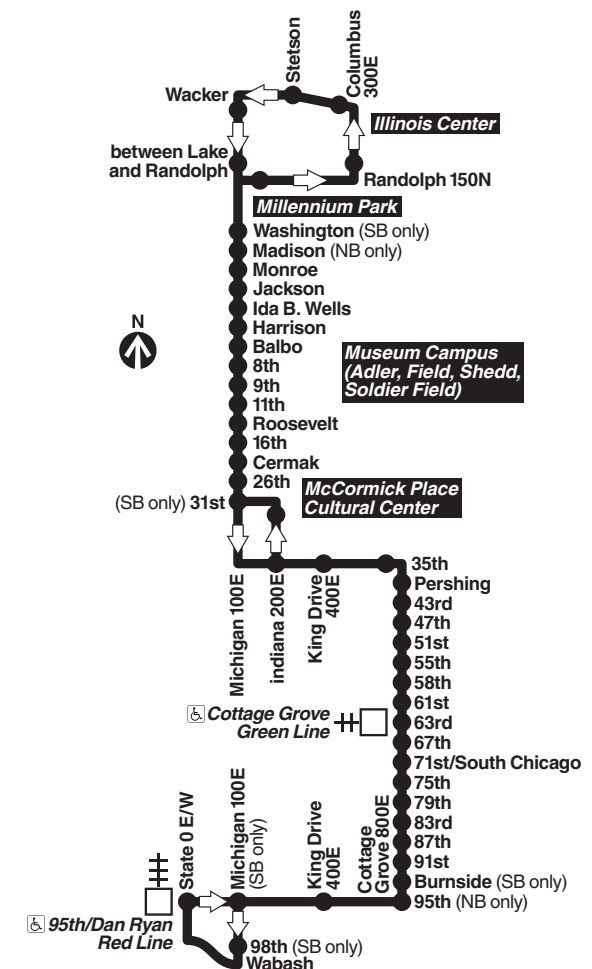 Stetson
Columbus
300E
Wacker
Illinois Center
between Lake
and Randolph
Randolph 150N
Millennium Park
Washington (SB only)
Madison (NB only)
Monroe
Jackson
Ida B. Wells
N
Harrison
Balbo
Museum Campus
(Adler, Field, Shedd,
Soldier Field)
8th
9th
11th
Roosevelt
16th
Cermak
26th
McCormick Place
Cultural Center
(SB only) 31st
35th
Michigan 100E
indiana 200E
King Drive
400E
Pershing
43rd
47th
51st
55th
58th
61st
Cottage Grove
Green Line
63rd
67th
71st/South Chicago
75th
79th
83rd
87th
91st
Burnside (SB only)
95th (NB only)
State 0 E/W
Michigan 100E
(SB only)
King Drive
400E
Cottage
Grove 800E
95th/Dan Ryan
Red Line
98th (SB only)
Wabash